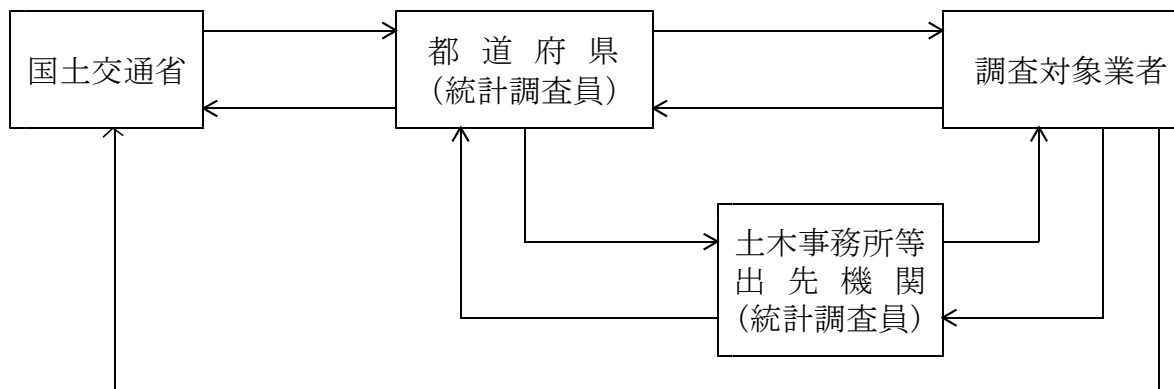 国土交通省
都道府県
(統計調査員)
調査対象業者
土木事務所等
出先機関
(統計調査員)